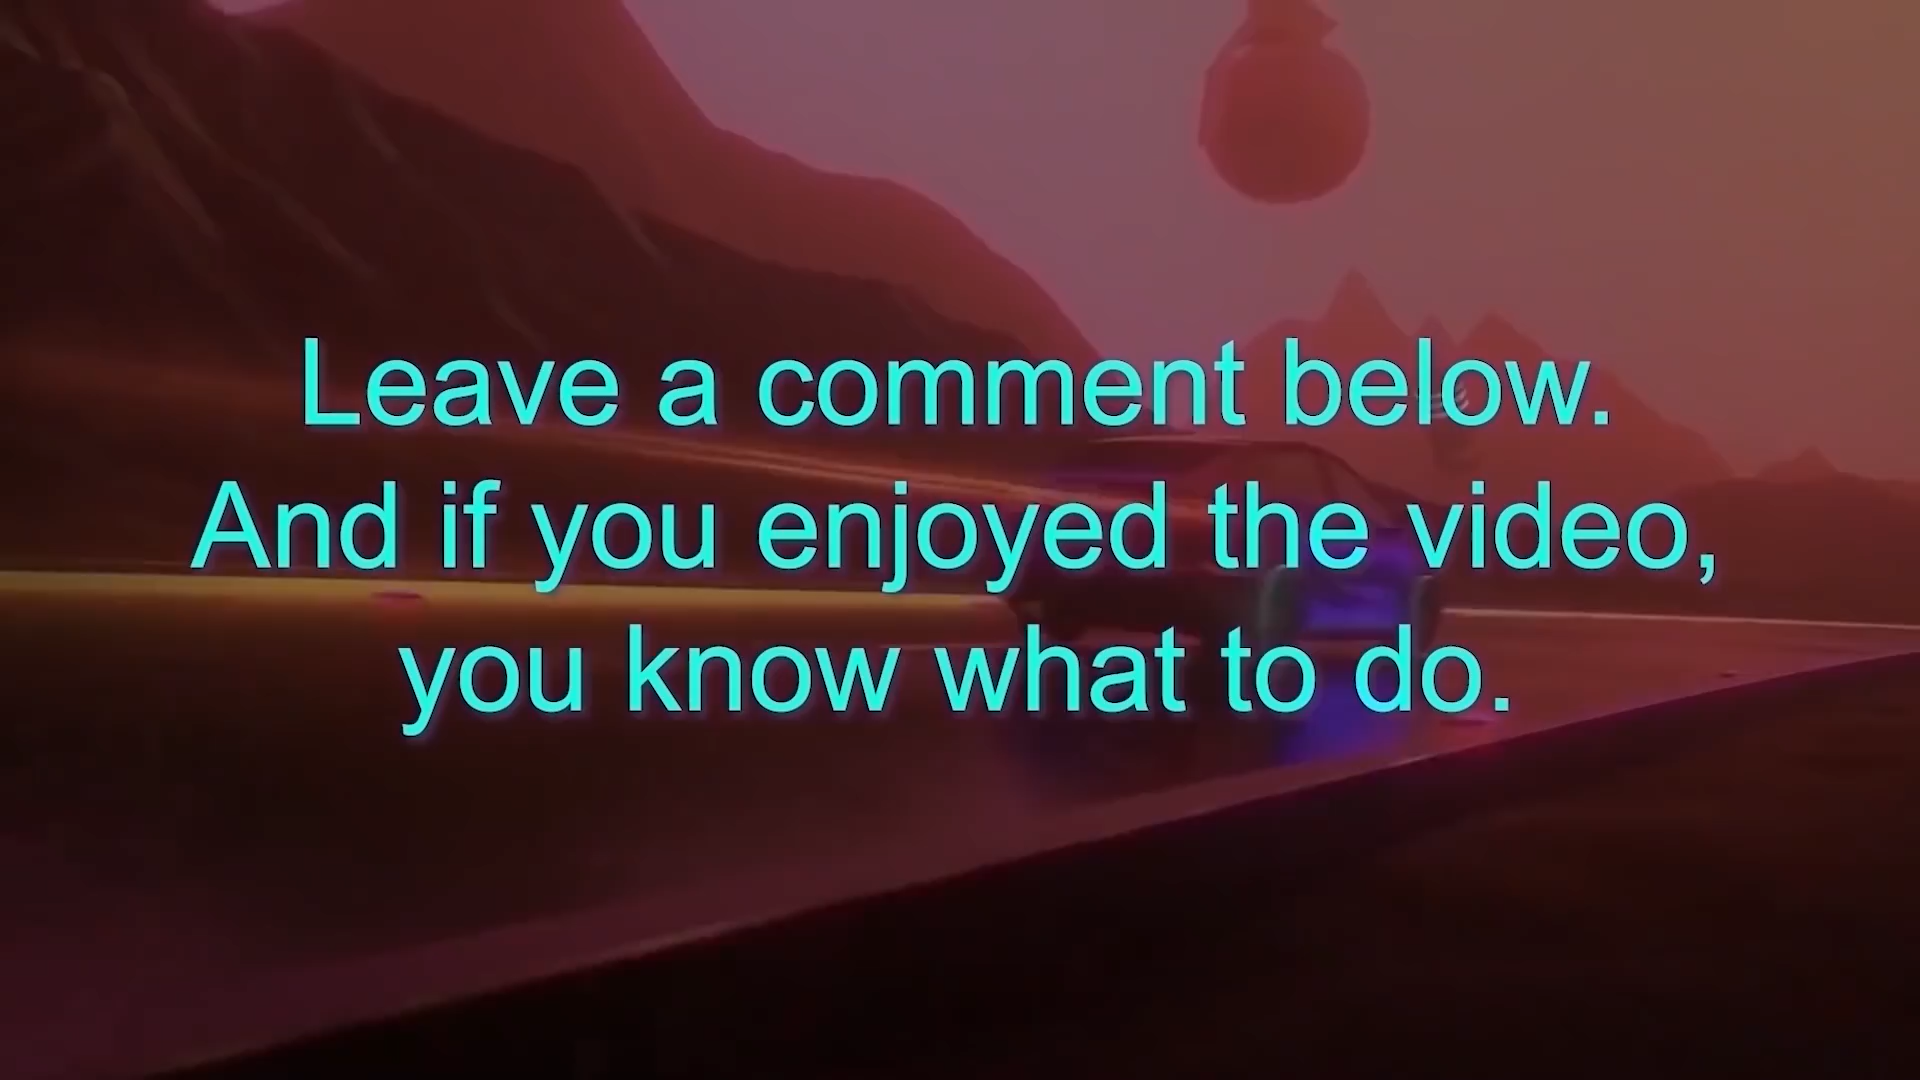 Leave a comment below.
And if you enjoyed the video,
you know what to do.